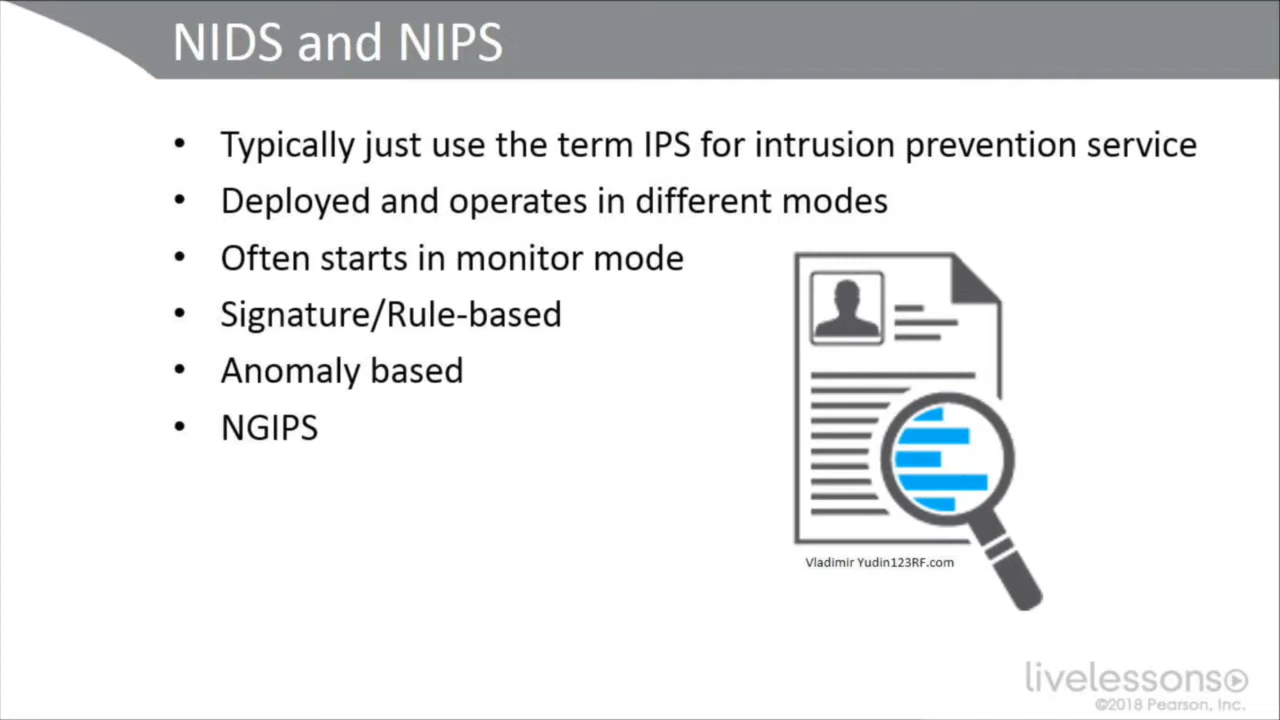 NIDS and NIPS
• Typically just use the term IPS for intrusion prevention service
• Deployed and operates in different modes
• Often starts in monitor mode
• Signature/Rule-based
• Anomaly based
• NGIPS
Vladimir Yudin123RF.com
livelessons
©2018 Pearson, Inc.